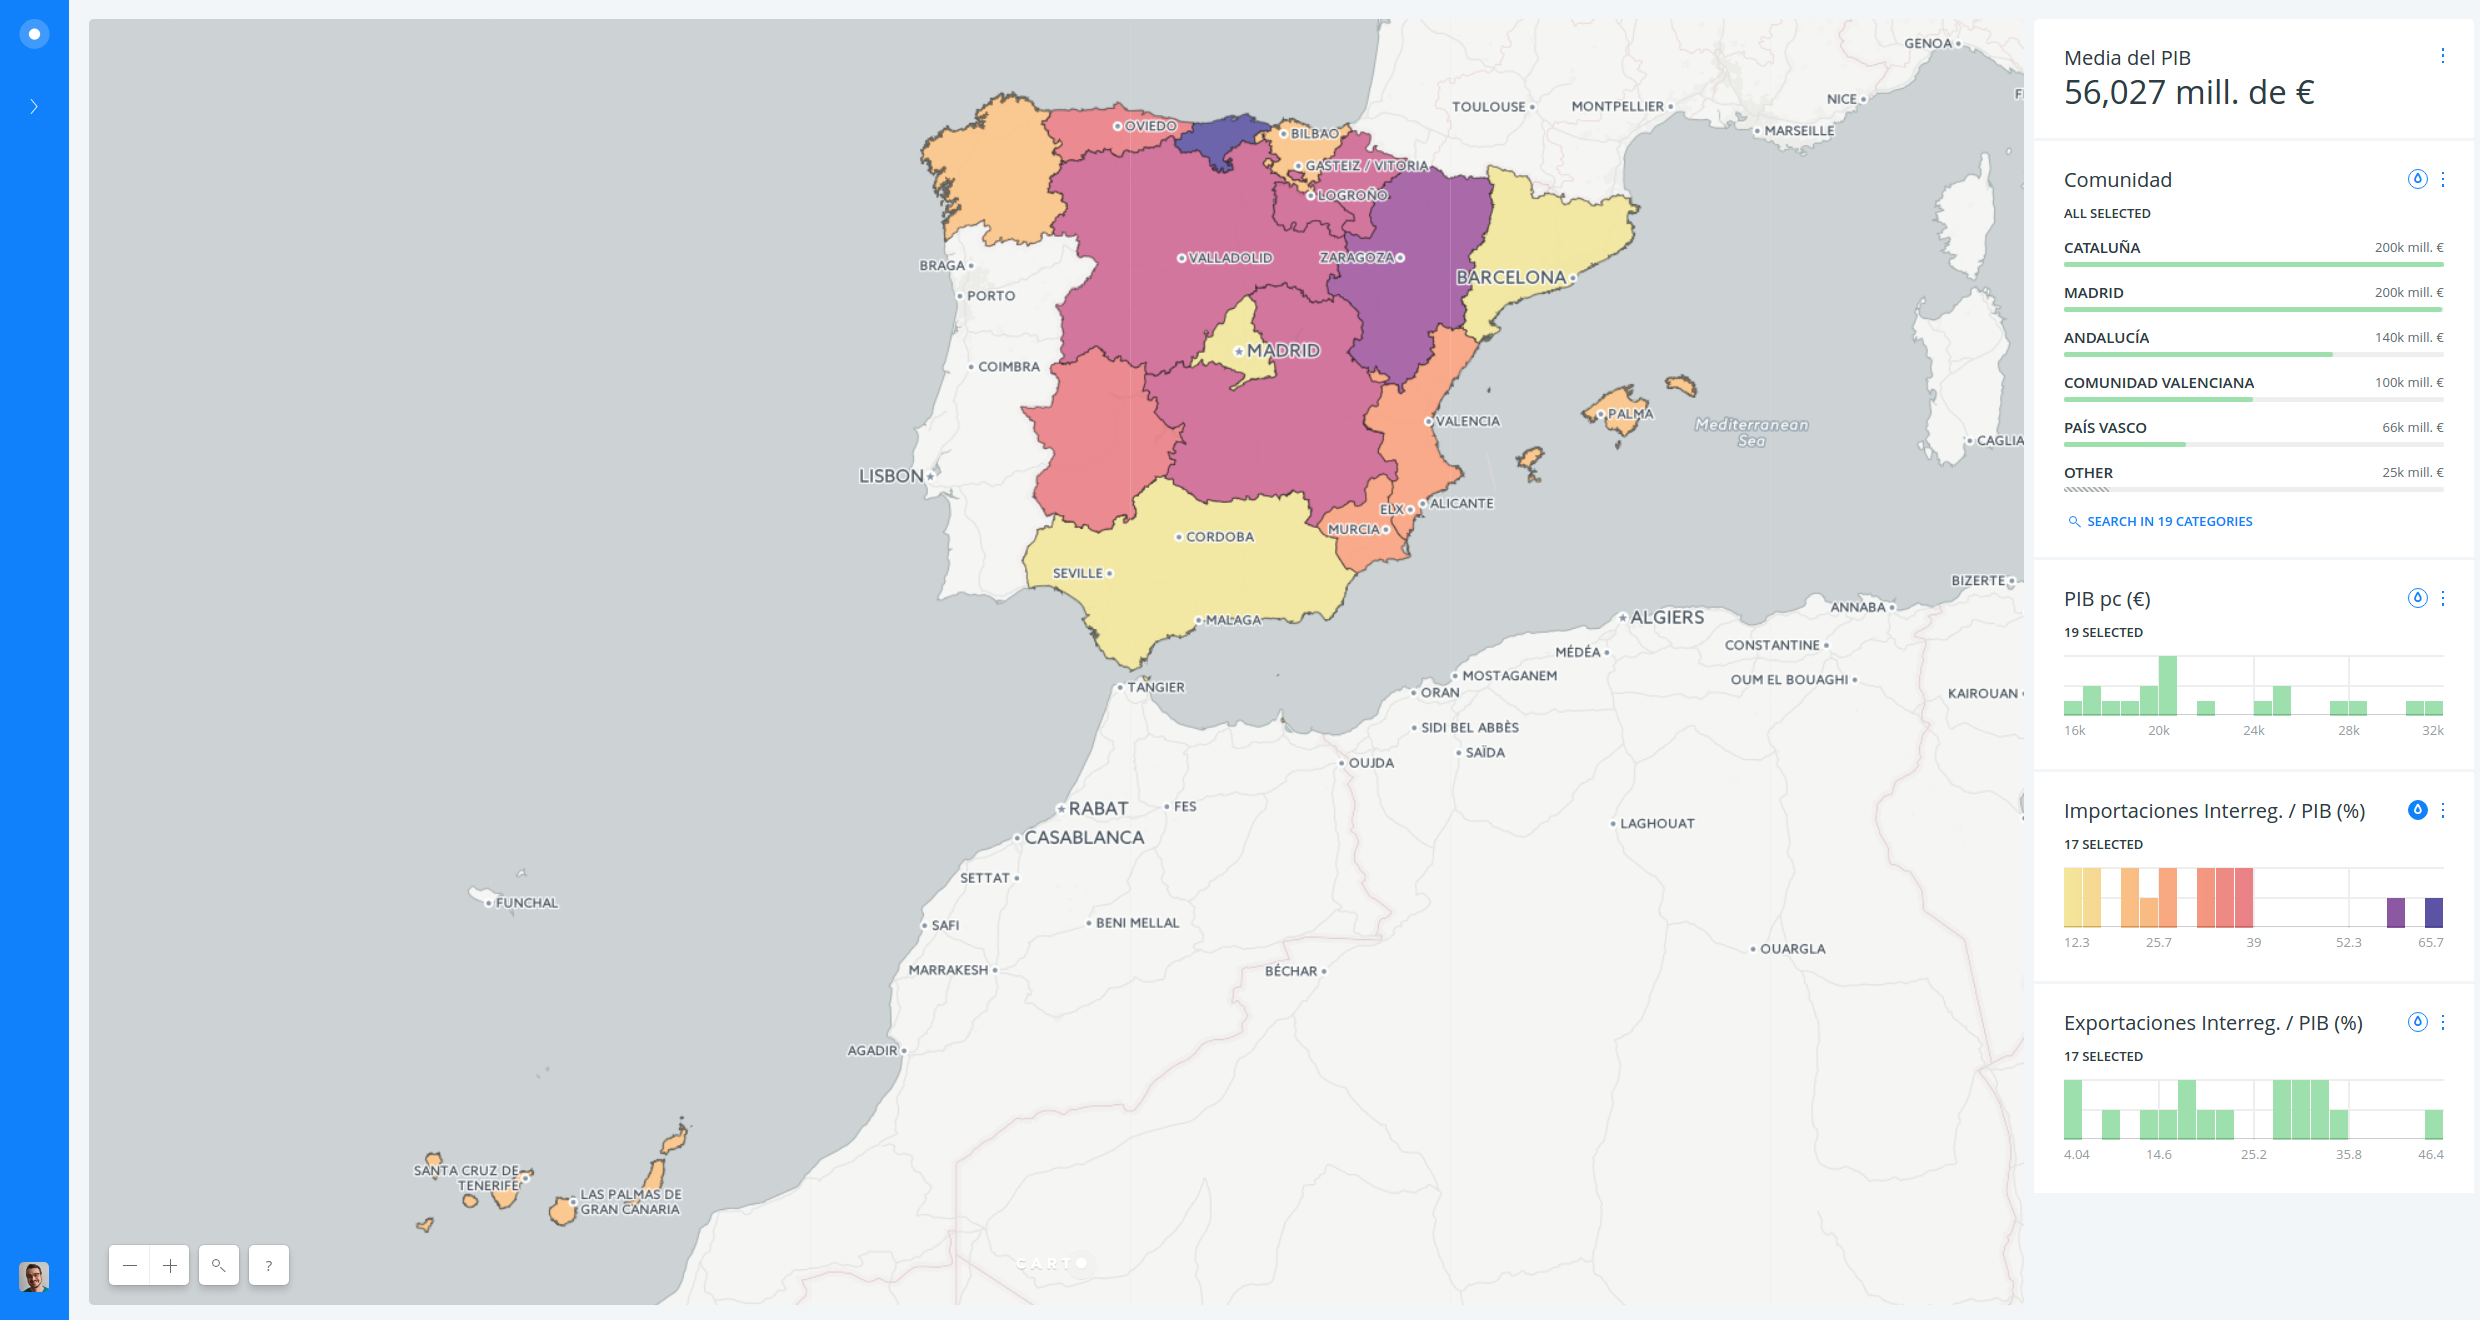 GENOA
TOULOUSE
MONTPELLIER
NICE
MARSEILLE
OVIEDO
BILBAO
GASTEIZ / VITORIA
LOGROÑO
BRAGA
VALLADOLID
ZARAGOZA
BARCELONA
PORTO
MADRID
COIMBRA
PALMA
VALENCIA
Mediterranean
Sea
LISBON
ALICANTE
ELX
MURCIA
CORDOBA
SEVILLE
MALAGA
BIZERTE
ANNABA
ALGIERS
CONSTANTINE
MÉDÉA
MOSTAGANEM
OUM EL BOUAGHI
TANGIER
ORAN
KAIROUAN
SIDI BEL ABBÈS
SAÏDA
OUJDA
RABAT
FES
CASABLANCA
LAGHOUAT
SETTAT
FUNCHAL
SAFI
BENI MELLAL
OUARGLA
MARRAKESH
BÉCHAR
AGADIR
SANTA CRUZ DE
TENERIFE
LAS PALMAS DE
GRAN CANARIA
CAGLIA
?
CARTO
Media del PIB
56,027 mill. de €
Comunidad
ALL SELECTED
CATALUÑA 200k mill. €
MADRID 200k mill. €
ANDALUCÍA 140k mill. €
COMUNIDAD VALENCIANA 100k mill. €
PAÍS VASCO 66k mill. €
OTHER 25k mill. €
SEARCH IN 19 CATEGORIES
PIB pc (€)
19 SELECTED
16k 20k 24k 28k 32k
Importaciones Interreg. / PIB (%)
17 SELECTED
12.3 25.7 39 52.3 65.7
Exportaciones Interreg. / PIB (%)
17 SELECTED
4.04 14.6 25.2 35.8 46.4